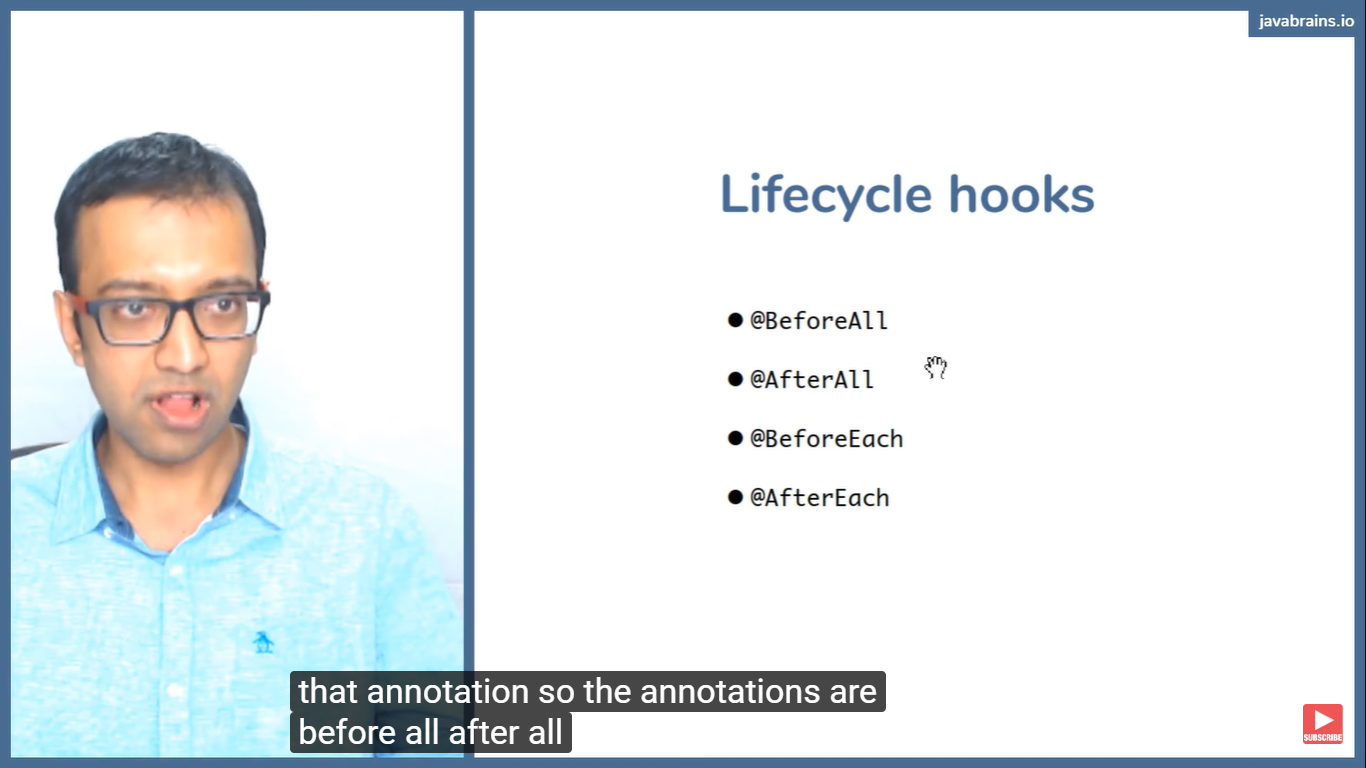 javabrains.io
Lifecycle hooks
● @BeforeAll
● @AfterAll
● @BeforeEach
● @AfterEach
that annotation so the annotations are
before all after all
SUBSCRIBE